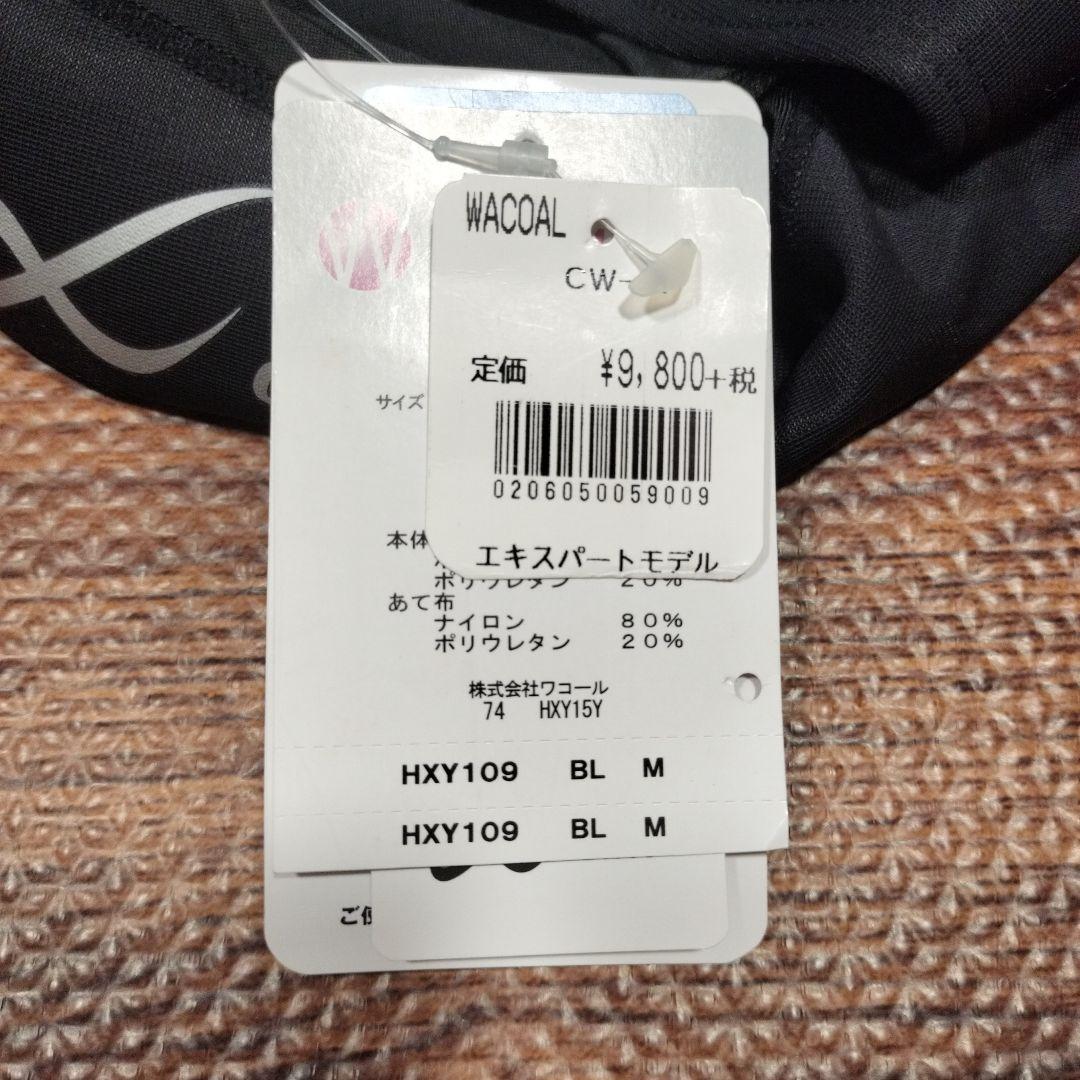 WACOAL
CW-
定価 ¥9,800+税
0206050059009
エキスパートモデル
サイズ
本体
ポリウレタン 20%
あて布
ナイロン 80%
ポリウレタン 20%
株式会社ワコール
74 HXY15Y
HXY109 BL M
HXY109 BL M
ご使